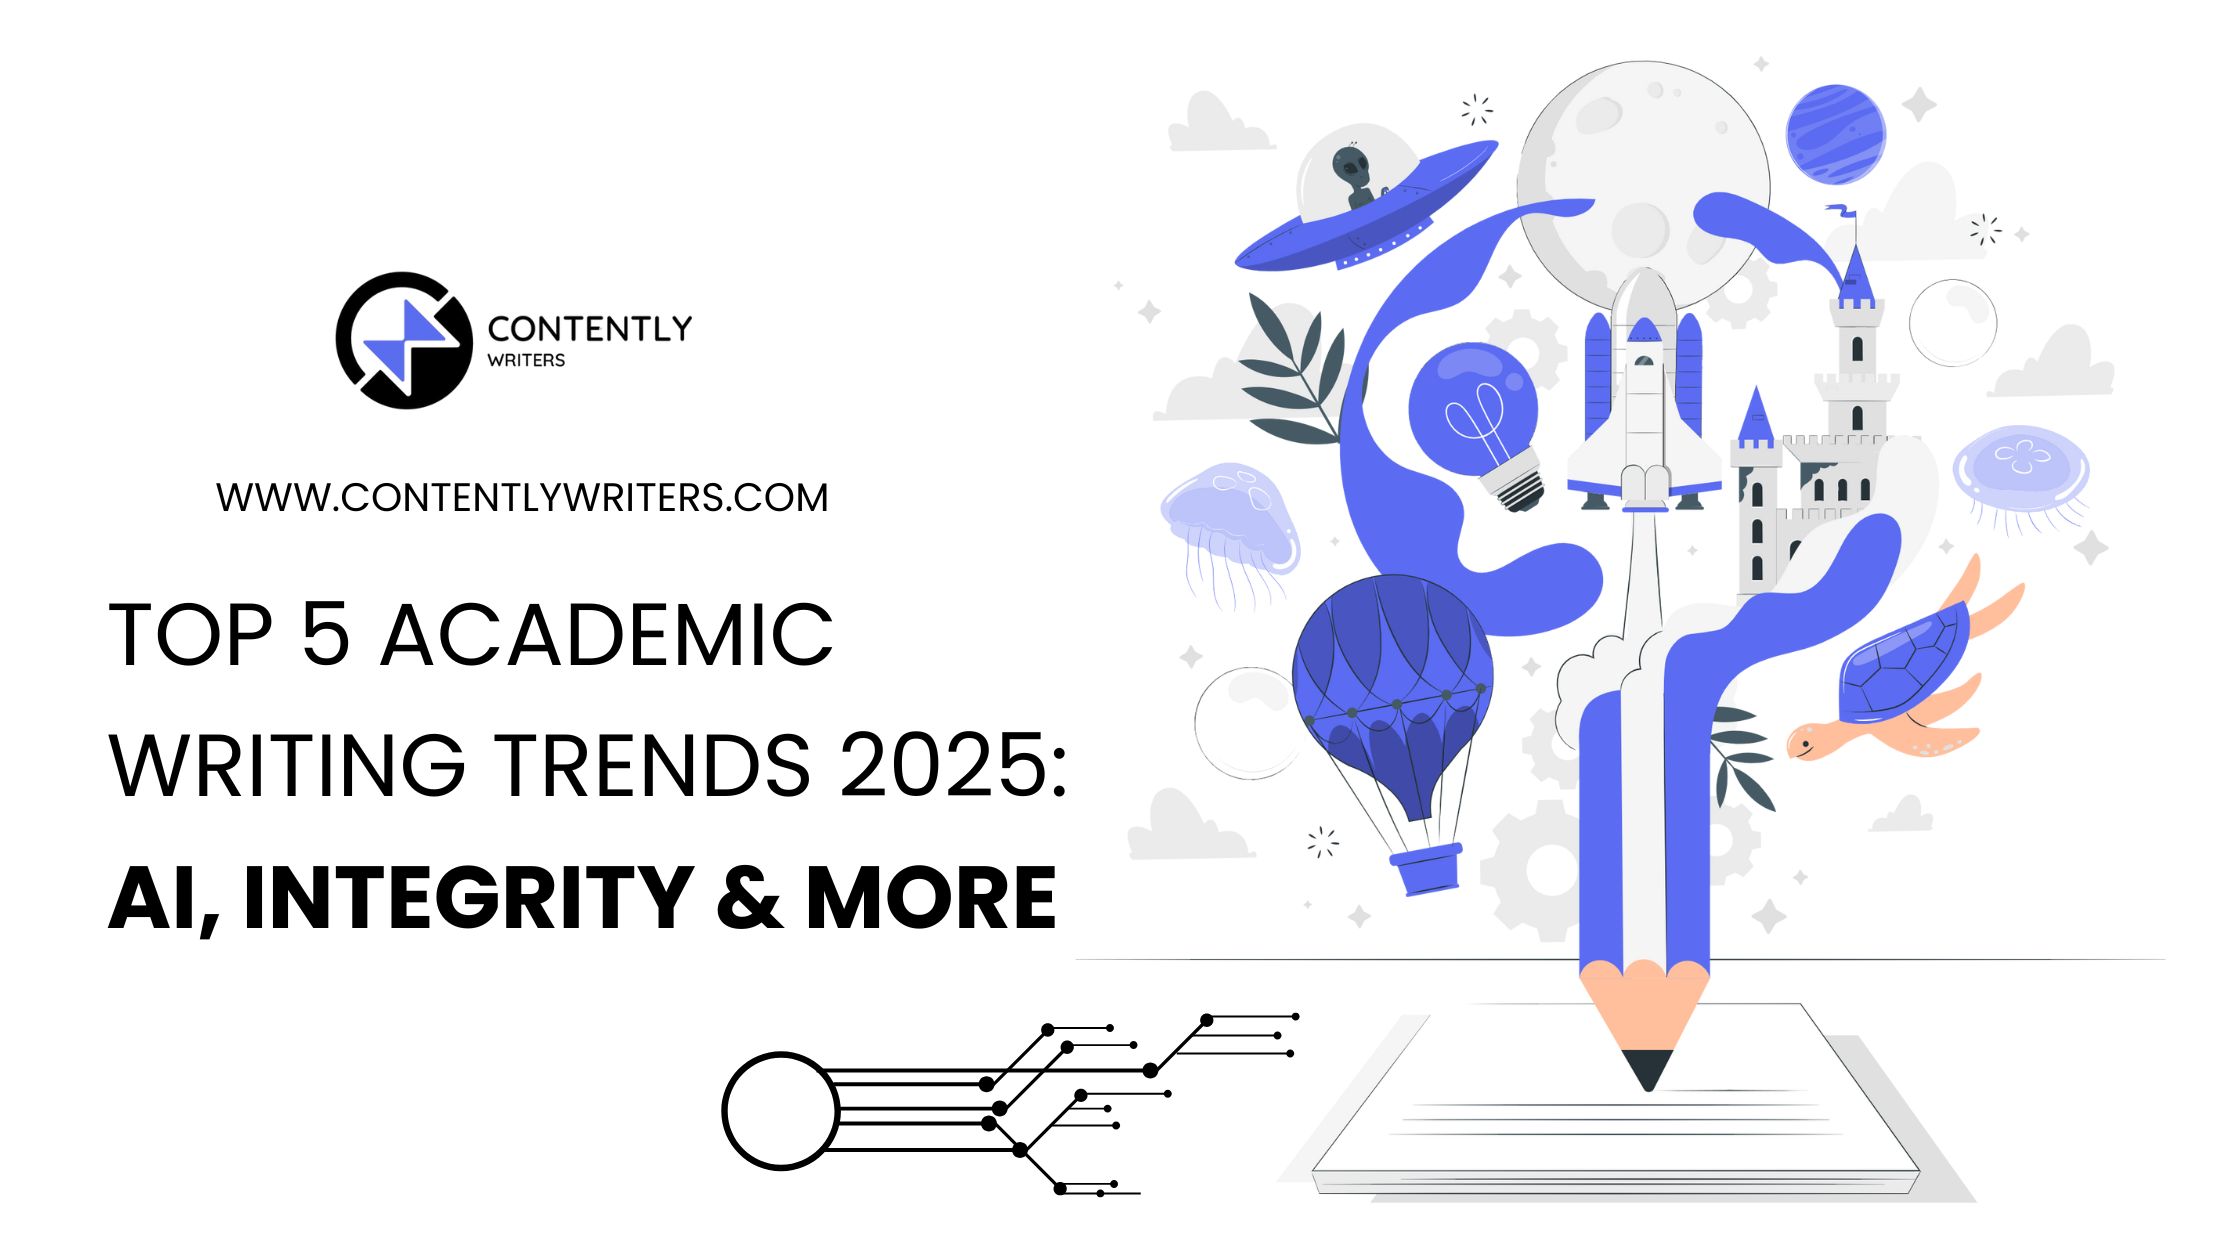 CONTENTLY
WRITERS
WWW.CONTENTLYWRITERS.COM
TOP 5 ACADEMIC
WRITING TRENDS 2025:
AI, INTEGRITY & MORE